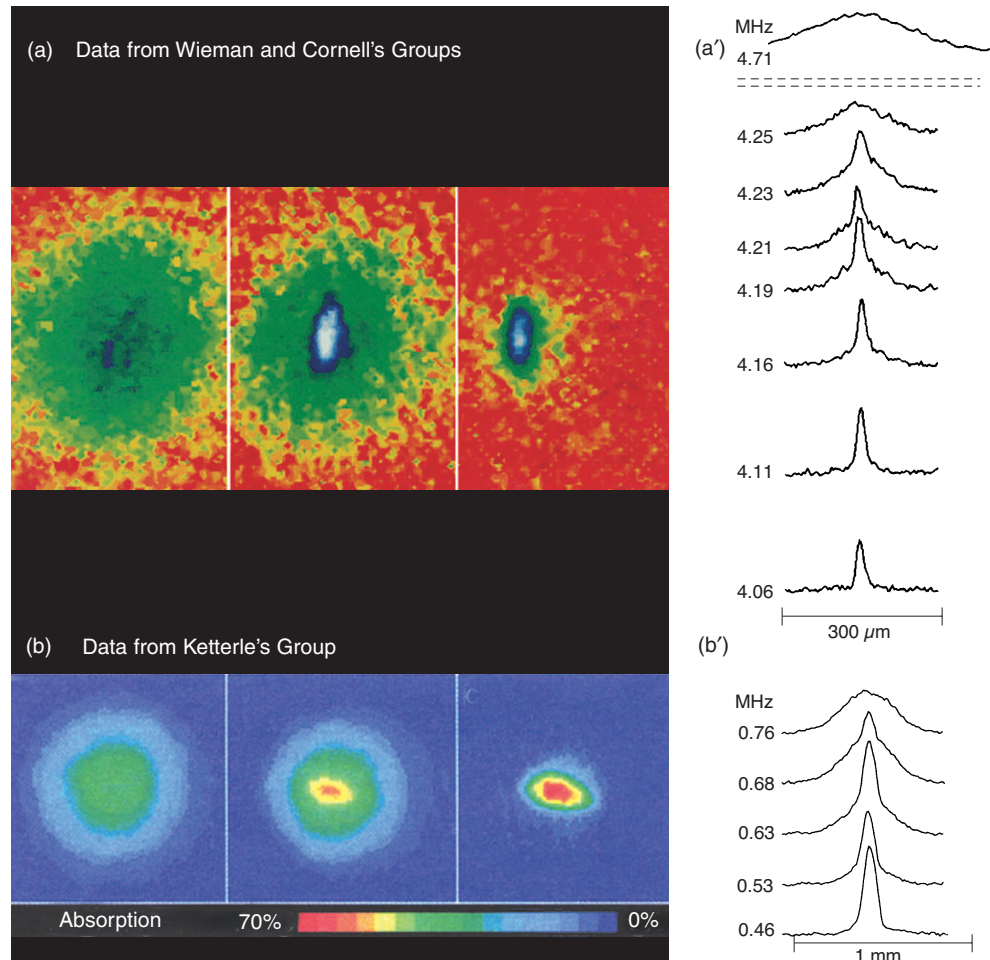 (a) Data from Wieman and Cornell's Groups
(a′)
MHz
4.71
4.25
4.23
4.21
4.19
4.16
4.11
4.06
300 µm
(b) Data from Ketterle's Group
Absorption 70% 0%
(b′)
MHz
0.76
0.68
0.63
0.53
0.46
1 mm